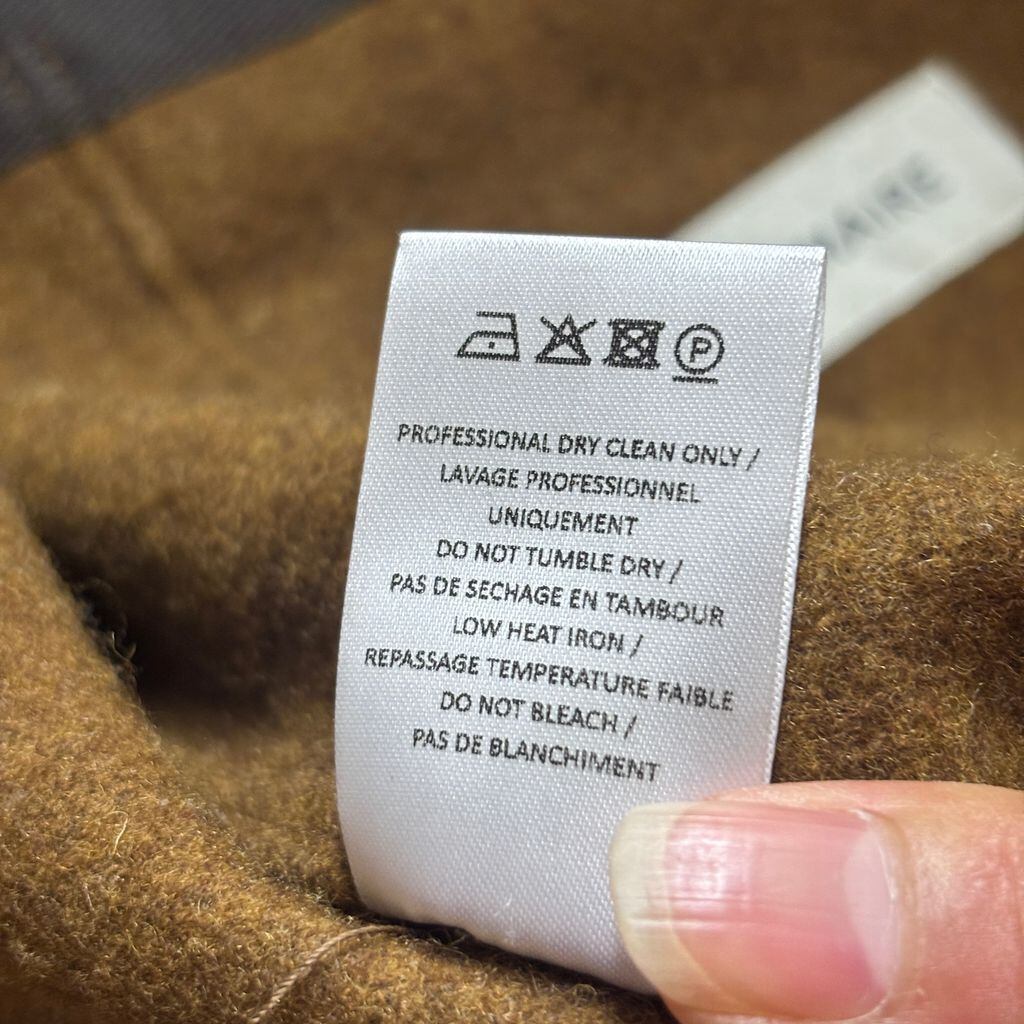 P
PROFESSIONAL DRY CLEAN ONLY /
LAVAGE PROFESSIONNEL
UNIQUEMENT
DO NOT TUMBLE DRY /
PAS DE SECHAGE EN TAMBOUR
LOW HEAT IRON /
REPASSAGE TEMPERATURE FAIBLE
DO NOT BLEACH /
PAS DE BLANCHIMENT